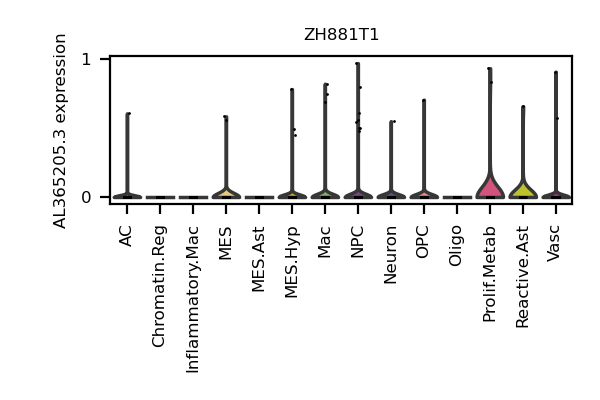 ZH881T1
AL365205.3 expression
1
0
AC
Chromatin.Reg
Inflammatory.Mac
MES
MES.Ast
MES.Hyp
Mac
NPC
Neuron
OPC
Oligo
Prolif.Metab
Reactive.Ast
Vasc